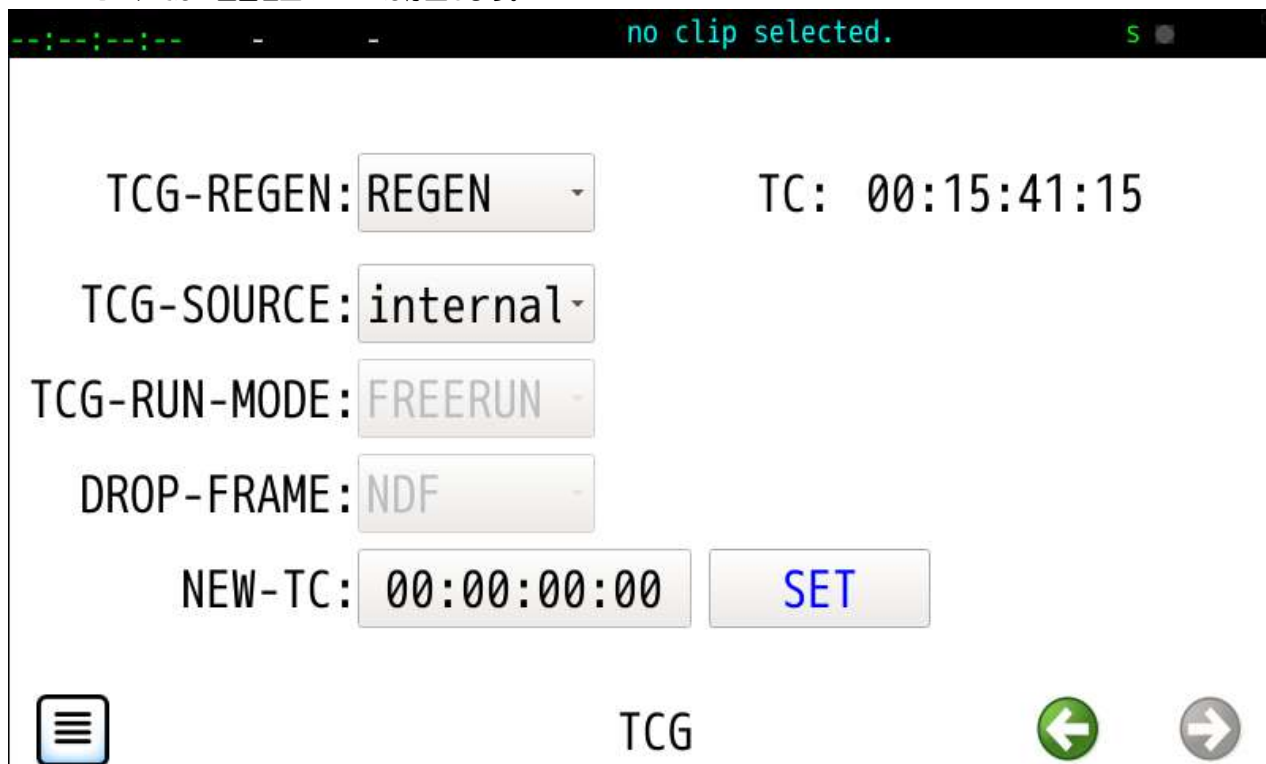 --:--:--:-- - - no clip selected. S
TCG-REGEN: REGEN TC: 00:15:41:15
TCG-SOURCE: internal
TCG-RUN-MODE: FREERUN
DROP-FRAME: NDF
NEW-TC: 00:00:00:00 SET
TCG